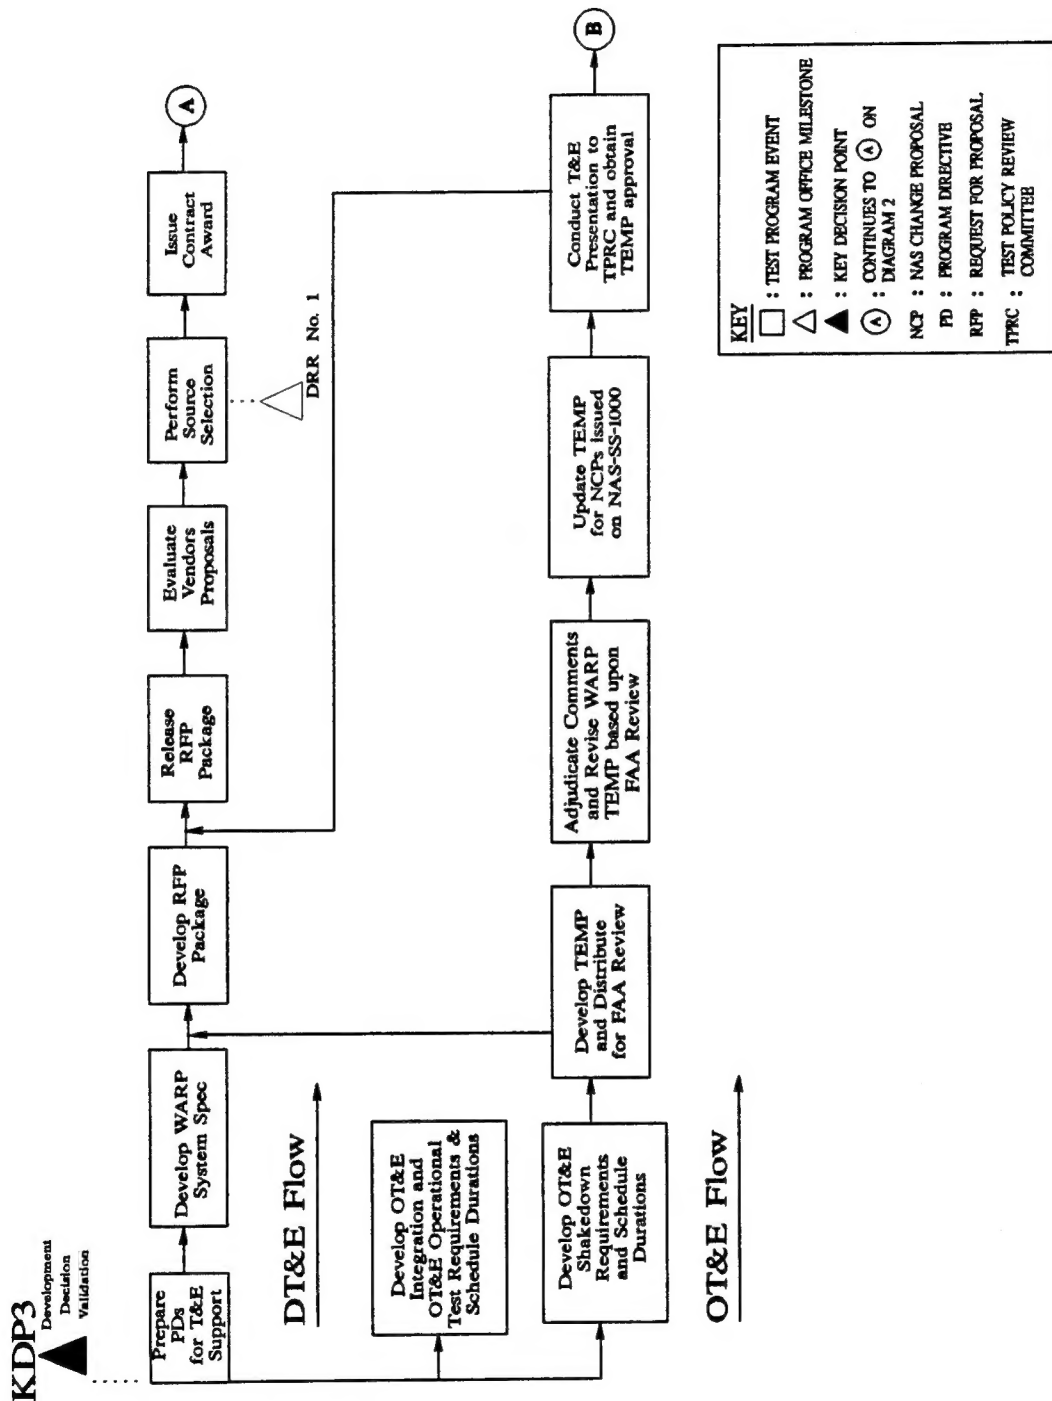 KDP3
Development
Decision
Validation
Prepare
PDs
for T&E
Support
Develop WARP
System Spec
Develop RFP
Package
Release
RFP
Package
Evaluate
Vendors
Proposals
Perform
Source
Selection
Issue
Contract
Award
A
DRR No. 1
DT&E Flow
Develop OT&E
Integration and
OT&E Operational
Test Requirements &
Schedule Durations
Develop OT&E
Shakedown
Requirements
and Schedule
Durations
Develop TEMP
and Distribute
for FAA Review
Adjudicate Comments
and Revise WARP
TEMP based upon
FAA Review
Update TEMP
for NCPs issued
on NAS-SS-1000
Conduct T&E
Presentation to
TPRC and obtain
TEMP approval
B
OT&E Flow
KEY
: TEST PROGRAM EVENT
: PROGRAM OFFICE MILESTONE
: KEY DECISION POINT
A : CONTINUES TO A ON
DIAGRAM 2
NCP : NAS CHANGE PROPOSAL
PD : PROGRAM DIRECTIVE
RFP : REQUEST FOR PROPOSAL
TPRC : TEST POLICY REVIEW
COMMITTEE